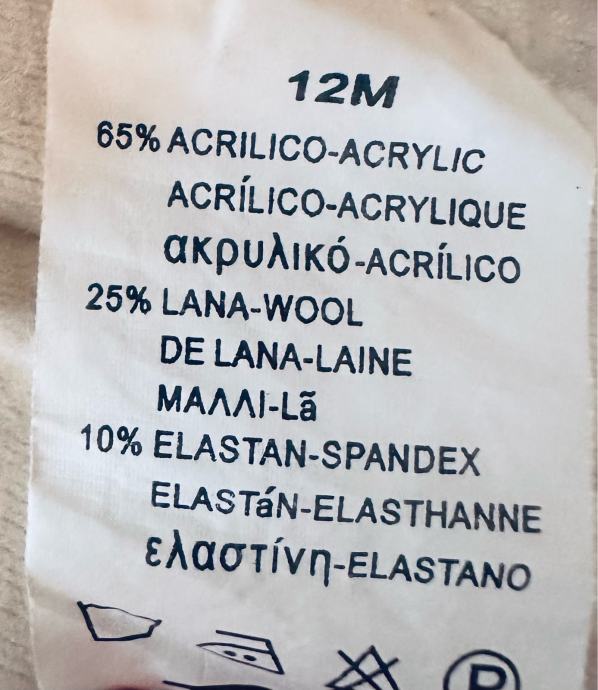 12M
65% ACRILICO-ACRYLIC
ACRÍLICO-ACRYLIQUE
ακρυλικό-ACRÍLICO
25% LANA-WOOL
DE LANA-LAINE
ΜΑΛΛΙ-Lã
10% ELASTAN-SPANDEX
ELASTáN-ELASTHANNE
ελαστίνη-ELASTANO
P